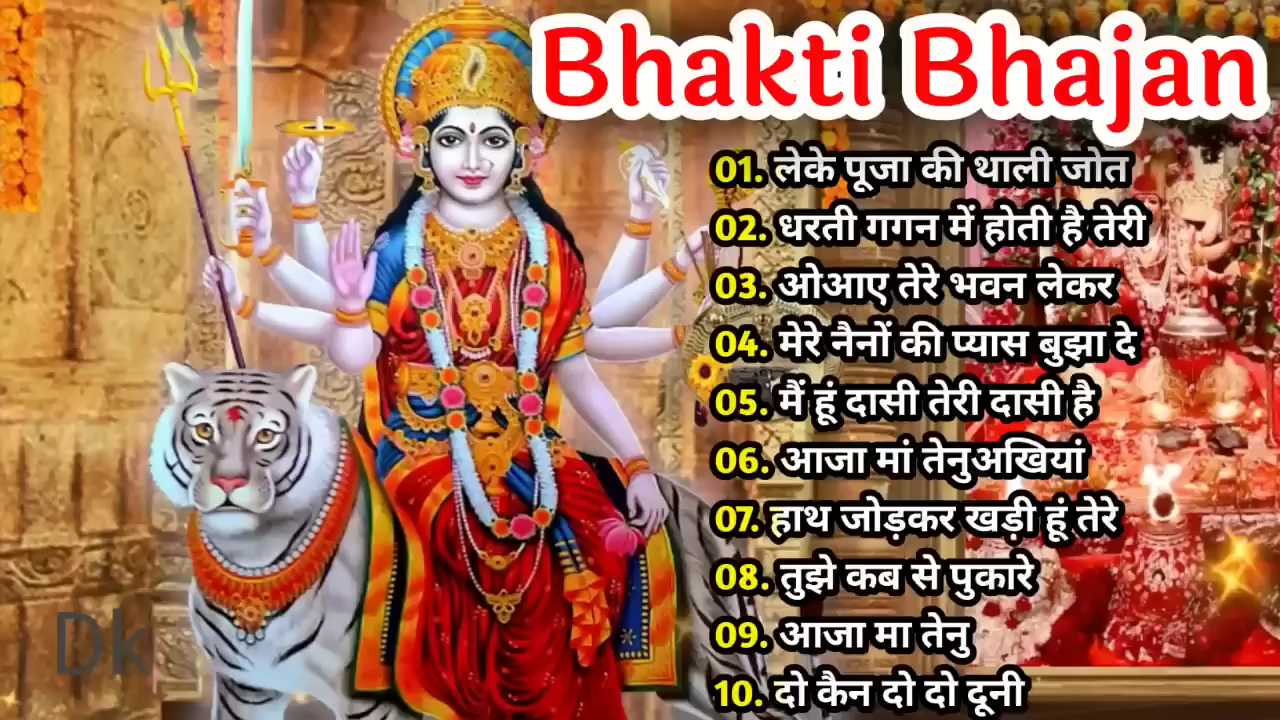 Bhakti Bhajan
01. लेके पूजा की थाली जोत
02. धरती गगन में होती है तेरी
03. ओआए तेरे भवन लेकर
04. मेरे नैनों की प्यास बुझा दे
05. मैं हूं दासी तेरी दासी है
06. आजा मां तेनुअखियां
07. हाथ जोड़कर खड़ी हूं तेरे
08. तुझे कब से पुकारे
09. आजा मा तेनु
10. दो कैन दो दो दूनी
Dk